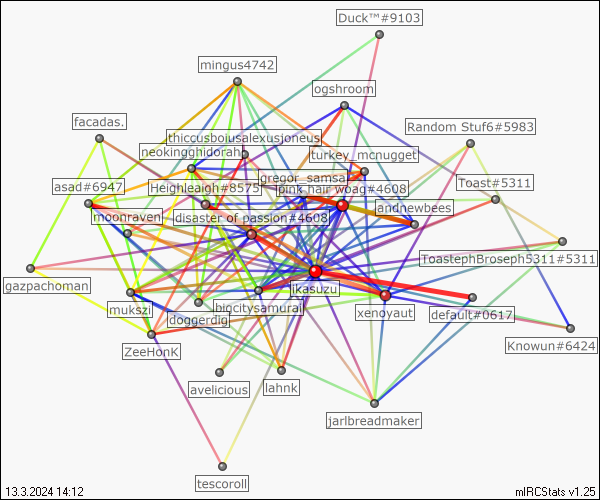 Duck™#9103
mingus4742
ogshroom
facadas.
Random Stuf6#5983
thiccusboiusalexusjoneus
neokingghidorah
turkey_mcnugget
gregor_samsa
asad#6947
Heighleaigh#8575
pink hair woag#4608
Toast#5311
moonraven
disaster of passion#4608
andnewbees
ToastephBroseph5311#5311
gazpachoman
ikasuzu
mukszi
bigcitysamurai
xenoyaut
default#0617
doggerdig
ZeeHonK
Knowun#6424
avelicious
lahnk
jarlbreadmaker
tescoroll
13.3.2024 14:12
mIRCStats v1.25